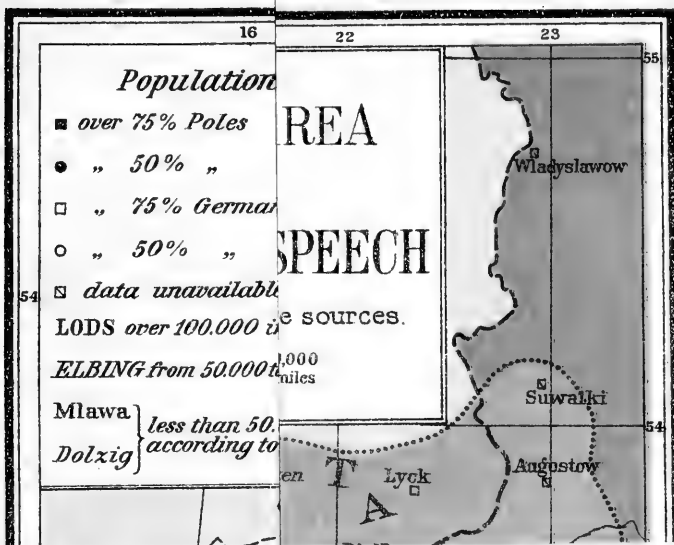 16
22
23
55
Population
over 75% Poles
„ 50% „
„ 75% German
„ 50% „
data unavailable
LODS over 100.000 i
ELBING from 50.000 t
Mlawa
Dolzig
less than 50.
according to
54
REA
SPEECH
e sources.
,000
miles
Wladyslawow
Suwalki
54
Augustow
en
T
Lyck
A